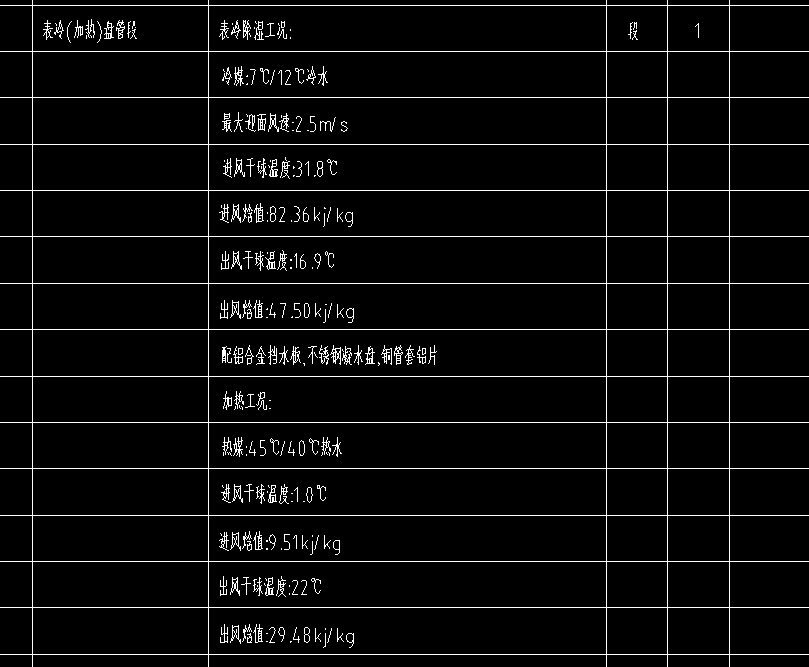 表冷(加热)盘管段 表冷除湿工况: 段 1
冷媒:7℃/12℃冷水
最大迎面风速:2.5m/s
进风干球温度:31.8℃
进风焓值:82.36kj/kg
出风干球温度:16.9℃
出风焓值:47.50kj/kg
配铝合金挡水板,不锈钢凝水盘,铜管套铝片
加热工况:
热媒:45℃/40℃热水
进风干球温度:1.0℃
进风焓值:9.51kj/kg
出风干球温度:22℃
出风焓值:29.48kj/kg